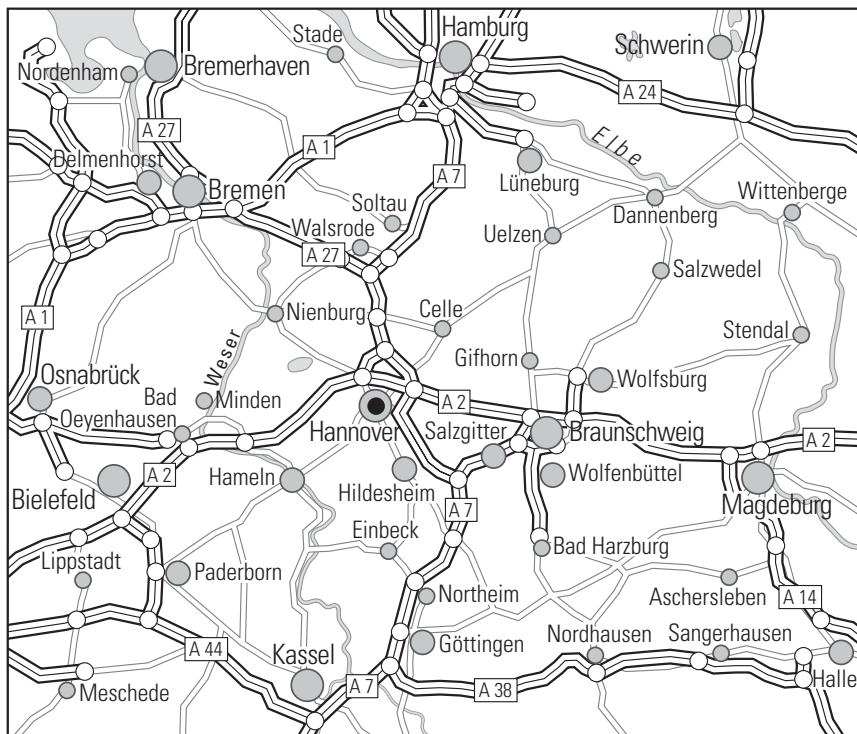 Stade
Hamburg
Schwerin
Nordenham
Bremerhaven
A 24
A 27
A 1
Elbe
Delmenhorst
A 7
Bremen
Lüneburg
Soltau
Dannenberg
Wittenberge
Walsrode
Uelzen
A 27
Salzwedel
A 1
Nienburg
Celle
Weser
Stendal
Gifhorn
Osnabrück
Wolfsburg
Bad
Oeyenhausen
Minden
A 2
Hannover
Salzgitter
Braunschweig
A 2
A 2
Bielefeld
Hameln
Hildesheim
Wolfenbüttel
Magdeburg
A 7
Einbeck
Lippstadt
Bad Harzburg
Paderborn
Aschersleben
Northeim
A 14
Göttingen
Nordhausen
Sangerhausen
A 44
Kassel
Halle
Meschede
A 7
A 38